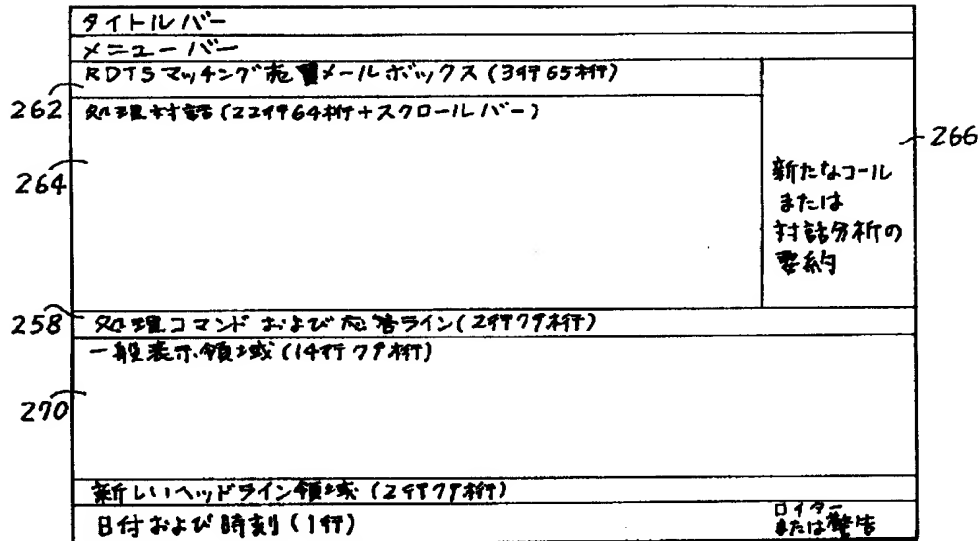 タイトルバー
メニューバー
RDTSマッチング処理メールボックス(3行65桁)
262
処理対話(22行64桁+スクロールバー)
266
264
新たなコール
または
対話分析の
要約
258
処理コマンドおよび応答ライン(2行79桁)
一般表示領域(14行79桁)
270
新しいヘッドライン領域(2行79桁)
日付および時刻(1行)
ロイター
または警告